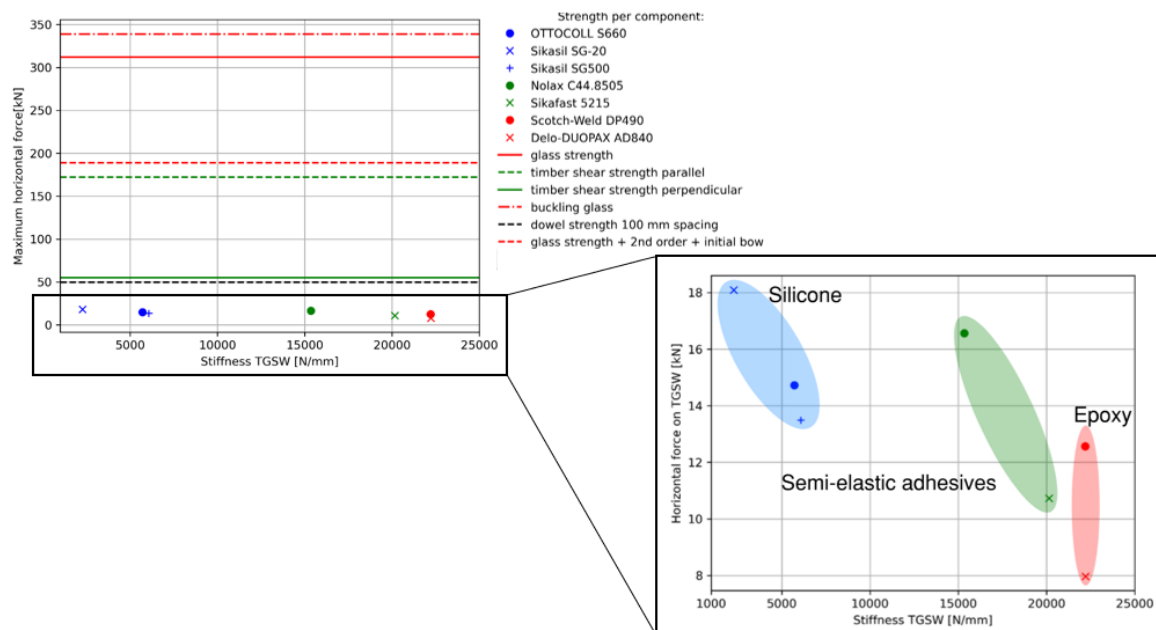 Strength per component:
OTTOCOLL S660
Sikasil SG-20
Sikasil SG500
Nolax C44.8505
Sikafast 5215
Scotch-Weld DP490
Delo-DUOPAX AD840
glass strength
timber shear strength parallel
timber shear strength perpendicular
buckling glass
dowel strength 100 mm spacing
glass strength + 2nd order + initial bow
Maximum horizontal force[kN]
350
300
250
200
150
100
50
0
5000 10000 15000 20000 25000
Stiffness TGSW [N/mm]
Horizontal force on TGSW [kN]
18
16
14
12
10
8
Silicone
Epoxy
Semi-elastic adhesives
1000 5000 10000 15000 20000 25000
Stiffness TGSW [N/mm]